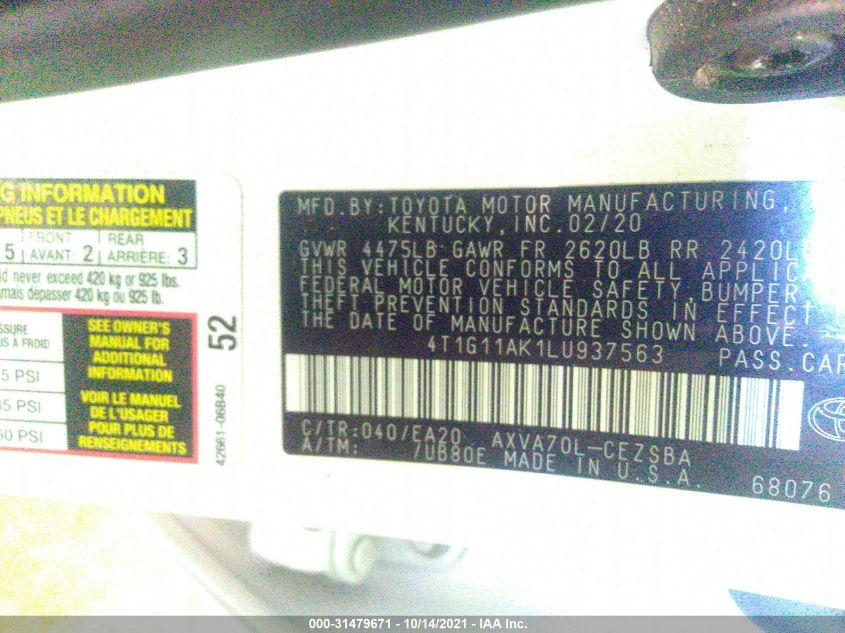 G INFORMATION
PNEUS ET LE CHARGEMENT
5 FRONT AVANT: 2 REAR ARRIÈRE: 3
ld never exceed 420 kg or 925 lbs.
amais dépasser 420 kg ou 925 lb.
SSURE
US À FROID
5 PSI
45 PSI
60 PSI
SEE OWNER'S
MANUAL FOR
ADDITIONAL
INFORMATION
VOIR LE MANUEL
DE L'USAGER
POUR PLUS DE
RENSEIGNEMENTS
52
42661-06B40
MFD.BY:TOYOTA MOTOR MANUFACTURING,
KENTUCKY,INC.02/20
GVWR 4475LB GAWR FR 2620LB RR 2420LB
THIS VEHICLE CONFORMS TO ALL APPLICA
FEDERAL MOTOR VEHICLE SAFETY,BUMPER
THEFT PREVENTION STANDARDS IN EFFECT
THE DATE OF MANUFACTURE SHOWN ABOVE.
4T1G11AK1LU937563 PASS.CAR
C/TR:040/EA20 AXVA70L-CEZSBA
A/TM: 7UB80E MADE IN U.S.A.
68076
000-31479671 - 10/14/2021 - IAA Inc.